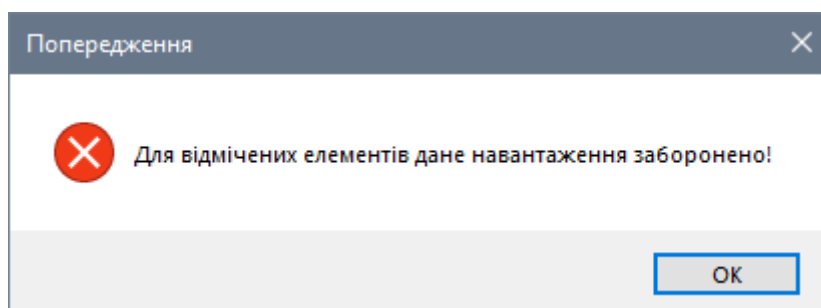 Попередження
Для відмічених елементів дане навантаження заборонено!
OK